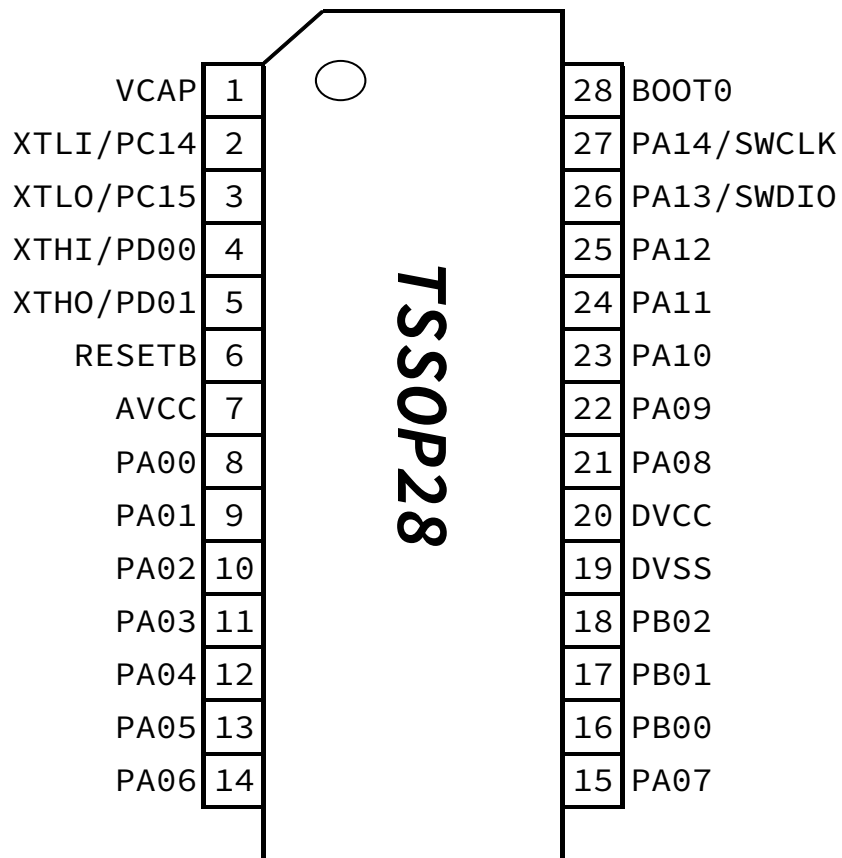 VCAP 1 28 BOOT0
XTLI/PC14 2 27 PA14/SWCLK
XTLO/PC15 3 26 PA13/SWDIO
XTHI/PD00 4 25 PA12
XTHO/PD01 5 24 PA11
RESETB 6 23 PA10
AVCC 7 22 PA09
PA00 8 21 PA08
PA01 9 20 DVCC
PA02 10 19 DVSS
PA03 11 18 PB02
PA04 12 17 PB01
PA05 13 16 PB00
PA06 14 15 PA07
TSSOP28